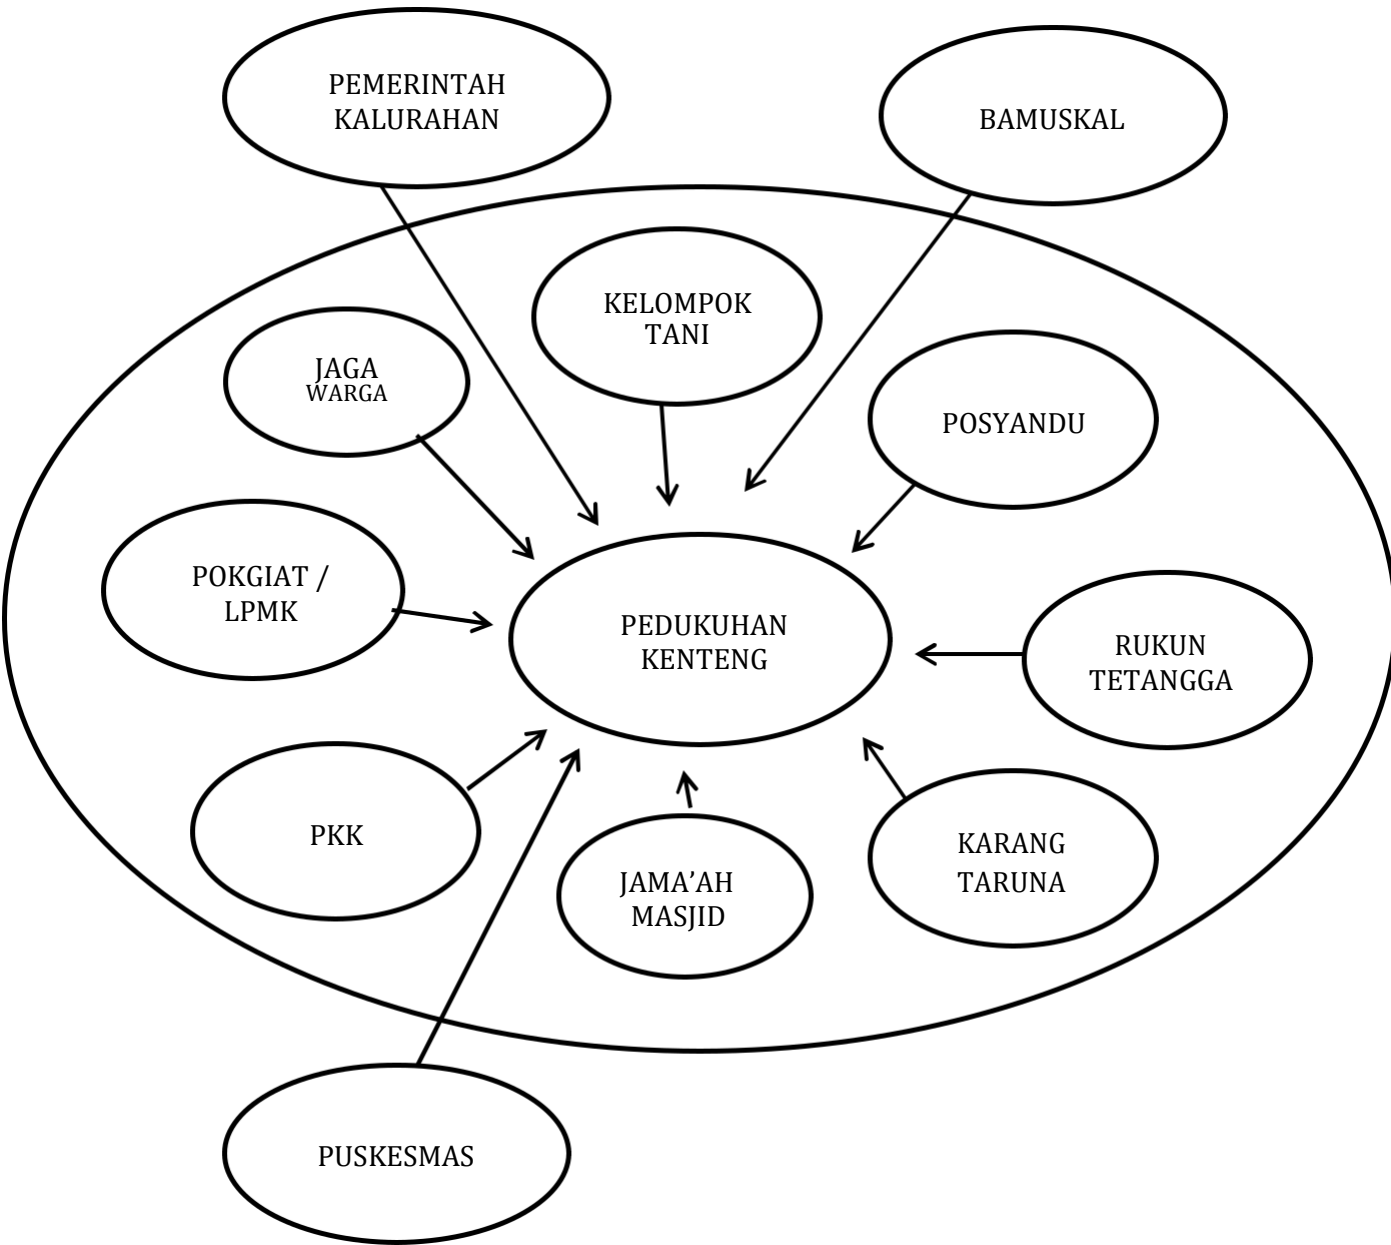 PEMERINTAH
KALURAHAN
BAMUSKAL
KELOMPOK
TANI
JAGA
WARGA
POSYANDU
POKGIAT /
LPMK
PEDUKUHAN
KENTENG
RUKUN
TETANGGA
PKK
JAMA’AH
MASJID
KARANG
TARUNA
PUSKESMAS